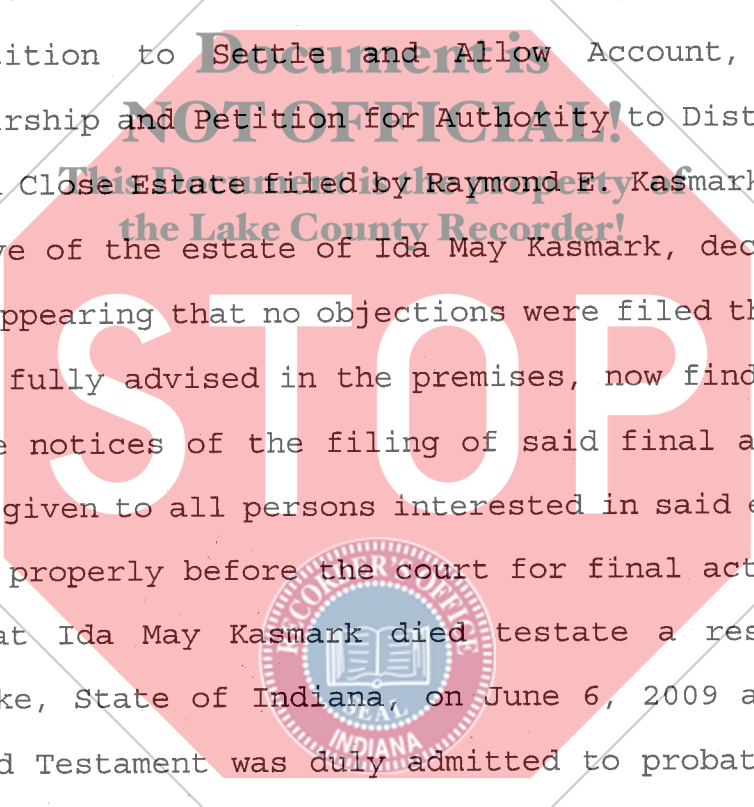 ition to Settle and Allow Account,
rship and Petition for Authority to Dist
Close Estate filed by Raymond E. Kasmark
ve of the estate of Ida May Kasmark, dec
ppearing that no objections were filed th
fully advised in the premises, now find
e notices of the filing of said final a
given to all persons interested in said e
properly before the court for final act
at Ida May Kasmark died testate a res
ke, State of Indiana, on June 6, 2009 a
d Testament was duly admitted to probat
Document is
NOT OFFICIAL!
This Document is the property of
the Lake County Recorder!
STOP
RECORDER'S OFFICE
SEAL
INDIANA